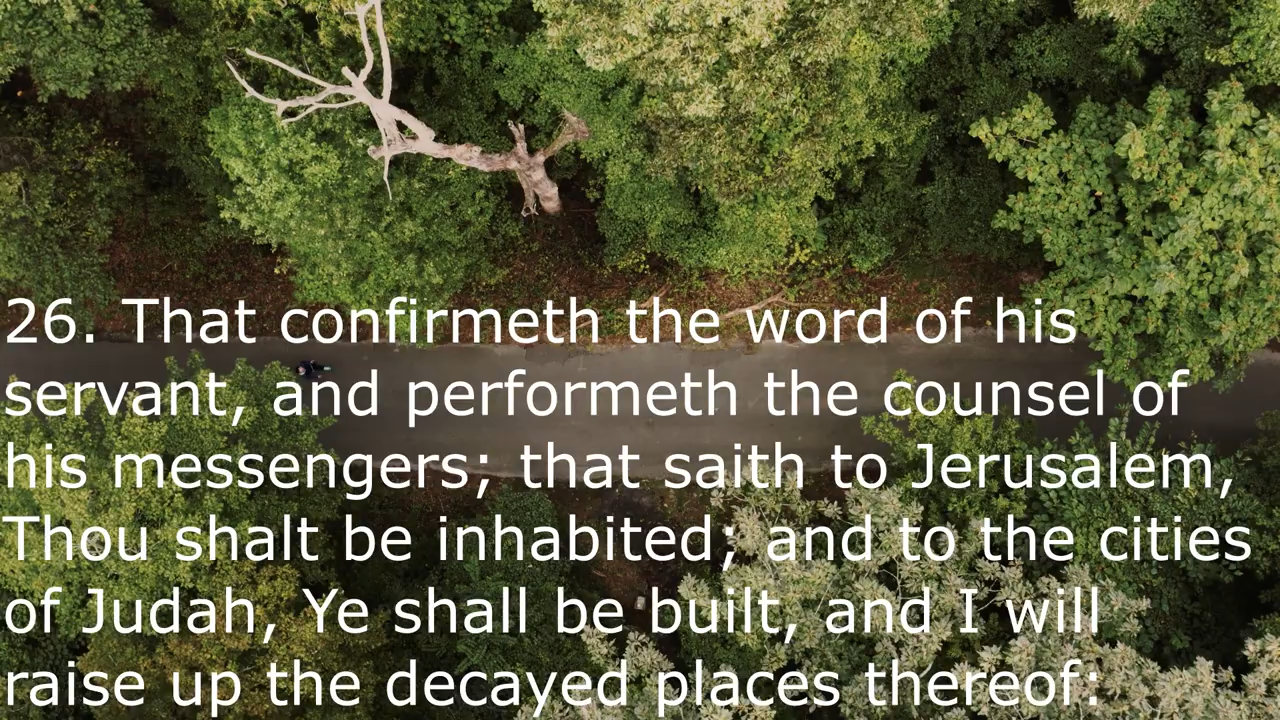 26. That confirmeth the word of his
servant, and performeth the counsel of
his messengers; that saith to Jerusalem,
Thou shalt be inhabited; and to the cities
of Judah, Ye shall be built, and I will
raise up the decayed places thereof: